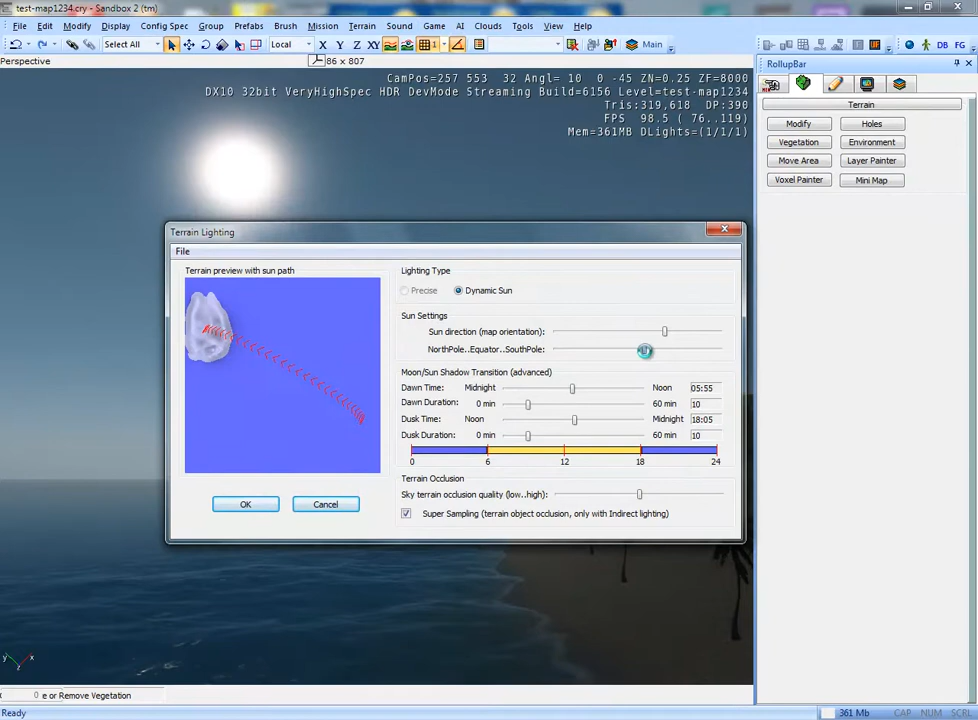 test-map1234.cry - Sandbox 2 (tm)
File Edit Modify Display Config Spec Group Prefabs Brush Mission Terrain Sound Game AI Clouds Tools View Help
Select All Local X Y Z XY 1 Main DB FG
Perspective 86 x 807
RollupBar
CamPos=257 553 32 Angl= 10 0 -45 ZN=0.25 ZF=8000
DX10 32bit VeryHighSpec HDR DevMode Streaming Build=6156 Level=test-map1234
Tris:319,618 DP:390
FPS 98.5 ( 76..119)
Mem=361MB DLights=(1/1/1)
Terrain
Modify Holes
Vegetation Environment
Move Area Layer Painter
Voxel Painter Mini Map
Terrain Lighting
File
Terrain preview with sun path
Lighting Type
Precise Dynamic Sun
Sun Settings
Sun direction (map orientation):
NorthPole..Equator..SouthPole:
Moon/Sun Shadow Transition (advanced)
Dawn Time: Midnight Noon 05:55
Dawn Duration: 0 min 60 min 10
Dusk Time: Noon Midnight 18:05
Dusk Duration: 0 min 60 min 10
0 6 12 18 24
Terrain Occlusion
Sky terrain occlusion quality (low..high):
Super Sampling (terrain object occlusion, only with Indirect lighting)
OK Cancel
y x z
0 e or Remove Vegetation
Ready 361 Mb CAP NUM SCRL